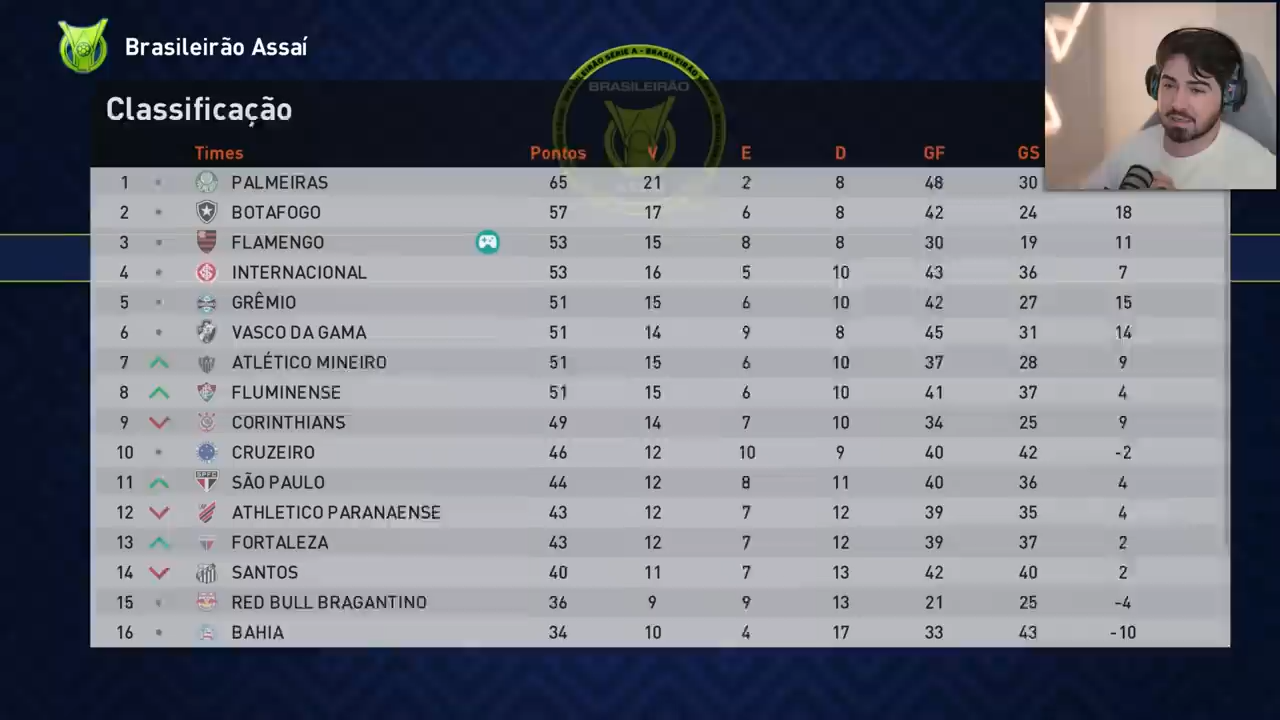 Brasileirão Assaí
BRASILEIRÃO SÉRIE A - BRASILEIRÃO
BRASILEIRÃO
Classificação
Times Pontos V E D GF GS
1 PALMEIRAS 65 21 2 8 48 30
2 BOTAFOGO 57 17 6 8 42 24 18
3 FLAMENGO 53 15 8 8 30 19 11
4 INTERNACIONAL 53 16 5 10 43 36 7
5 GRÊMIO 51 15 6 10 42 27 15
6 VASCO DA GAMA 51 14 9 8 45 31 14
7 ATLÉTICO MINEIRO 51 15 6 10 37 28 9
8 FLUMINENSE 51 15 6 10 41 37 4
9 CORINTHIANS 49 14 7 10 34 25 9
10 CRUZEIRO 46 12 10 9 40 42 -2
11 SÃO PAULO 44 12 8 11 40 36 4
12 ATHLETICO PARANAENSE 43 12 7 12 39 35 4
13 FORTALEZA 43 12 7 12 39 37 2
14 SANTOS 40 11 7 13 42 40 2
15 RED BULL BRAGANTINO 36 9 9 13 21 25 -4
16 BAHIA 34 10 4 17 33 43 -10